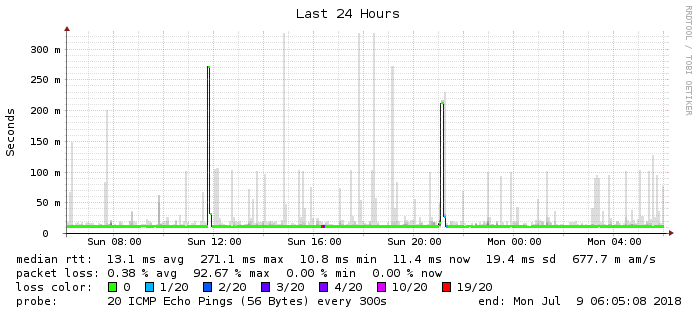 Last 24 Hours
RRDTOOL / TOBI OETIKER
Seconds
300 m
250 m
200 m
150 m
100 m
50 m
0
Sun 08:00 Sun 12:00 Sun 16:00 Sun 20:00 Mon 00:00 Mon 04:00
median rtt: 13.1 ms avg 271.1 ms max 10.8 ms min 11.4 ms now 19.4 ms sd 677.7 m am/s
packet loss: 0.38 % avg 92.67 % max 0.00 % min 0.00 % now
loss color: 0 1/20 2/20 3/20 4/20 10/20 19/20
probe: 20 ICMP Echo Pings (56 Bytes) every 300s end: Mon Jul 9 06:05:08 2018